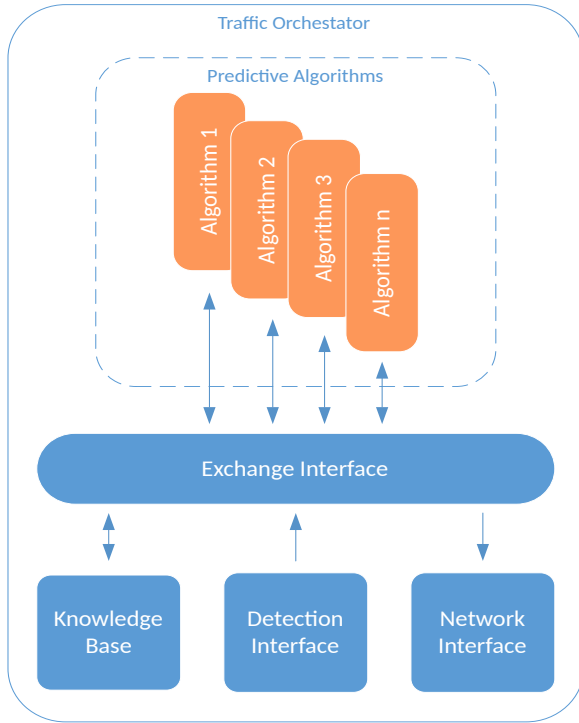 Traffic Orchestator
Predictive Algorithms
Algorithm 1
Algorithm 2
Algorithm 3
Algorithm n
Exchange Interface
Knowledge
Base
Detection
Interface
Network
Interface